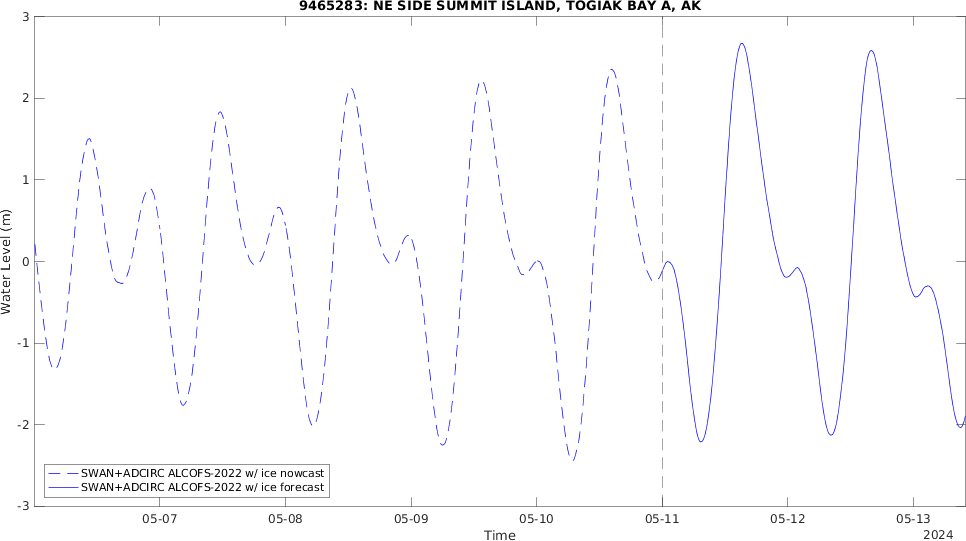 9465283: NE SIDE SUMMIT ISLAND, TOGIAK BAY A, AK
Water Level (m)
3
2
1
0
-1
-2
-3
SWAN+ADCIRC ALCOFS-2022 w/ ice nowcast
SWAN+ADCIRC ALCOFS-2022 w/ ice forecast
05-07 05-08 05-09 05-10 05-11 05-12 05-13
Time
2024